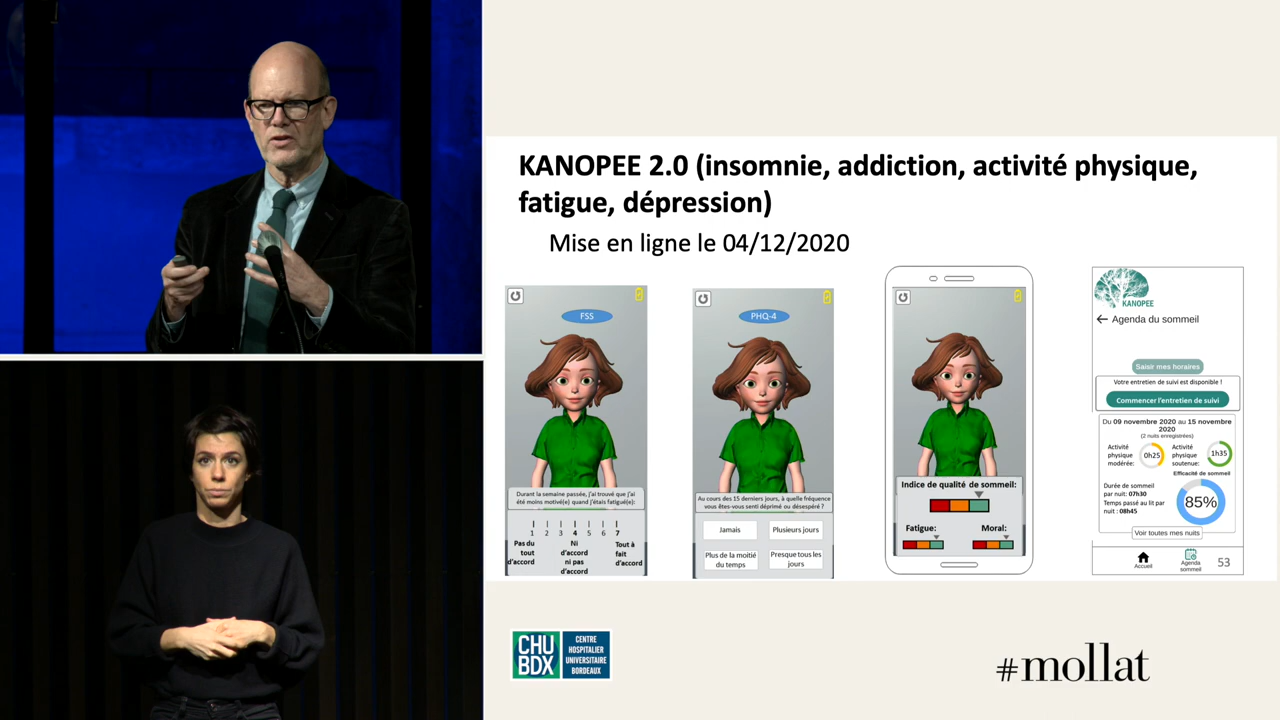 KANOPEE 2.0 (insomnie, addiction, activité physique,
fatigue, dépression)
Mise en ligne le 04/12/2020
FSS
Durant la semaine passée, j'ai trouvé que j'ai
été moins motivé(e) quand j'étais fatigué(e):
1 2 3 4 5 6 7
Pas du
tout
d'accord
Ni
d'accord
ni pas
d'accord
Tout à
fait
d'accord
PHQ-4
Au cours des 15 derniers jours, à quelle fréquence
vous êtes-vous senti déprimé ou désespéré ?
Jamais
Plusieurs jours
Plus de la moitié
du temps
Presque tous les
jours
Indice de qualité de sommeil:
Fatigue:
Moral:
KANOPEE
← Agenda du sommeil
Saisir mes horaires
Votre entretien de suivi est disponible !
Commencer l'entretien de suivi
Du 09 novembre 2020 au 15 novembre
2020
(2 nuits enregistrées)
Activité
physique
modérée:
0h25
Activité
physique
soutenue:
1h35
Efficacité de sommeil
Durée de sommeil
par nuit: 07h30
Temps passé au lit par
nuit : 08h45
85%
Voir toutes mes nuits
Accueil
Agenda
sommeil
53
CHU
BDX
CENTRE
HOSPITALIER
UNIVERSITAIRE
BORDEAUX
#mollat